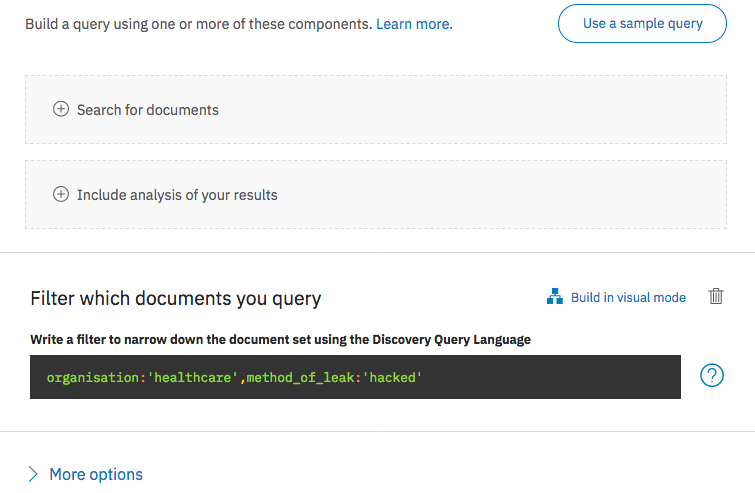 Build a query using one or more of these components. Learn more.
Use a sample query
Search for documents
Include analysis of your results
Filter which documents you query
Build in visual mode
Write a filter to narrow down the document set using the Discovery Query Language
organisation:'healthcare',method_of_leak:'hacked'
?
More options